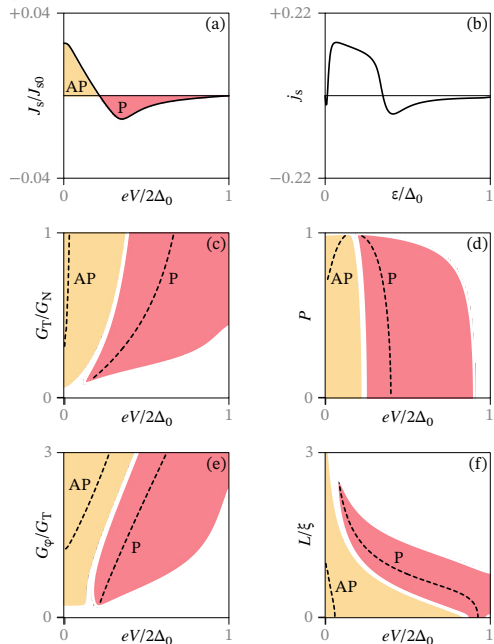 +0.04
(a)
J_s/J_s0
AP
P
−0.04
0
1
eV/2Δ_0
+0.22
(b)
j_s
−0.22
0
1
ε/Δ_0
1
(c)
G_T/G_N
AP
P
0
0
1
eV/2Δ_0
1
(d)
P
AP
P
0
0
1
eV/2Δ_0
3
(e)
G_φ/G_T
AP
P
0
0
1
eV/2Δ_0
3
(f)
L/ξ
P
AP
0
0
1
eV/2Δ_0